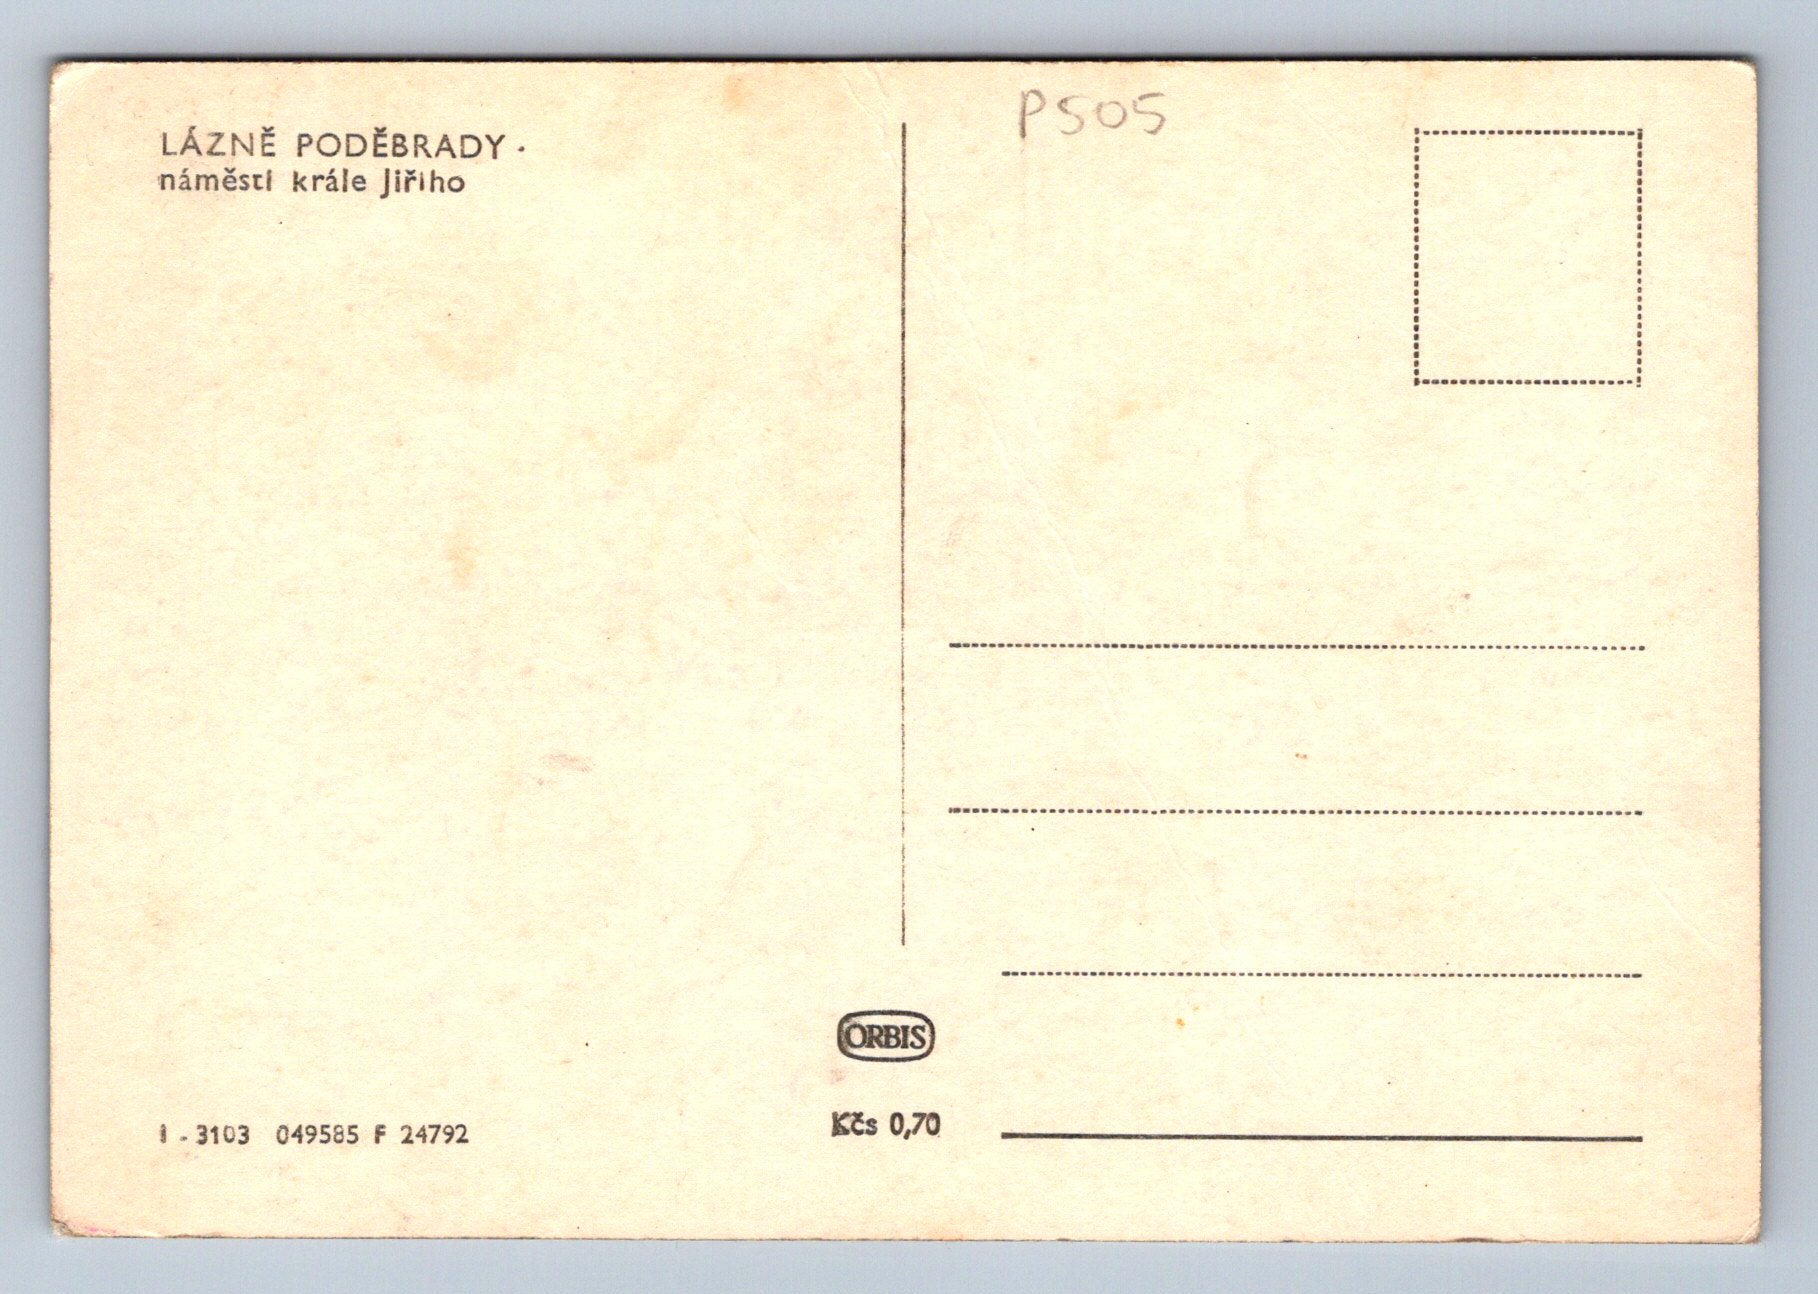 LÁZNĚ PODĚBRADY ·
náměstí krále Jiřího
P505
ORBIS
Kčs 0,70
I - 3103 049585 F 24792